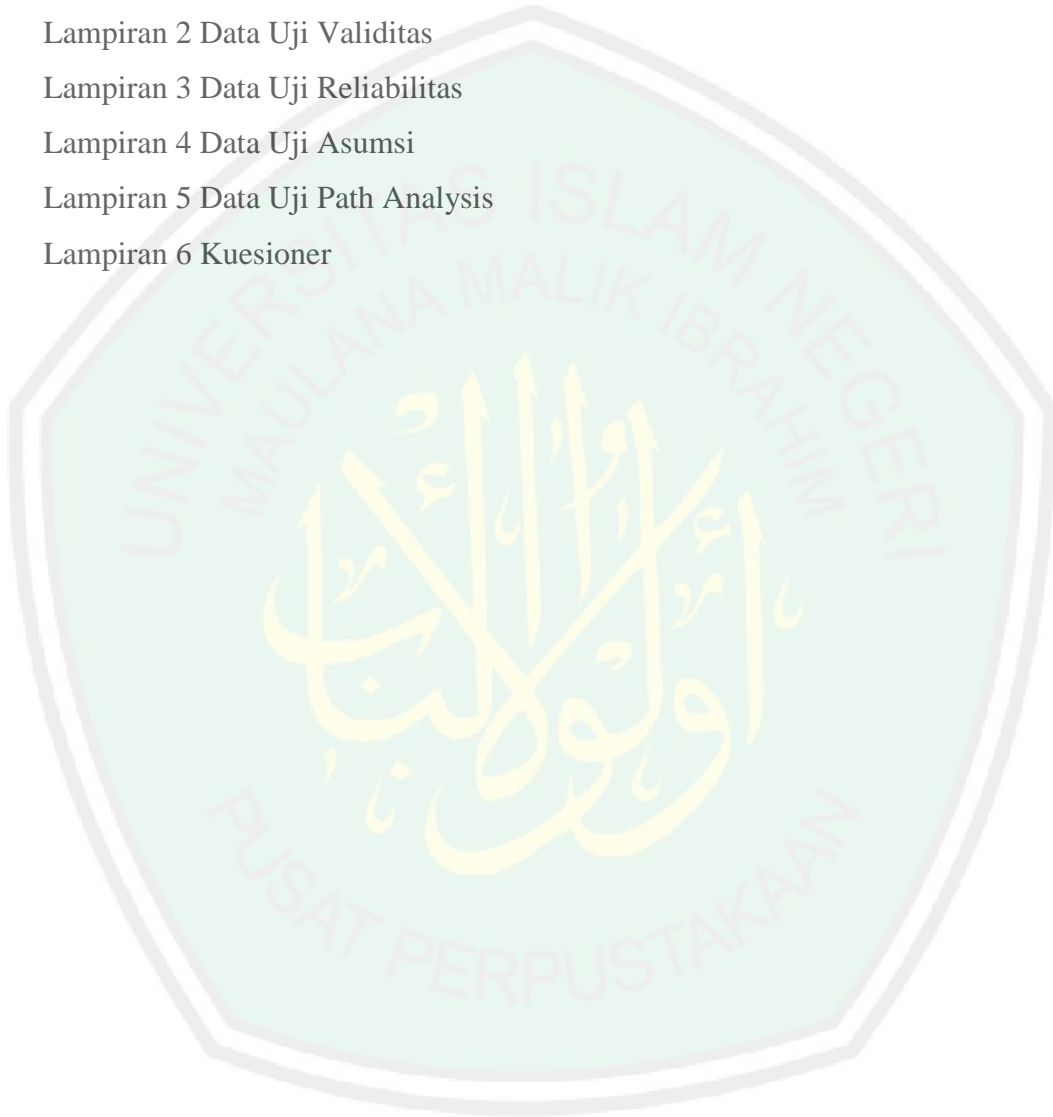 Lampiran 2 Data Uji Validitas
Lampiran 3 Data Uji Reliabilitas
Lampiran 4 Data Uji Asumsi
Lampiran 5 Data Uji Path Analysis
Lampiran 6 Kuesioner
UNIVERSITAS ISLAM NEGERI
MAULANA MALIK IBRAHIM
أولوا الألباب
PUSAT PERPUSTAKAAN